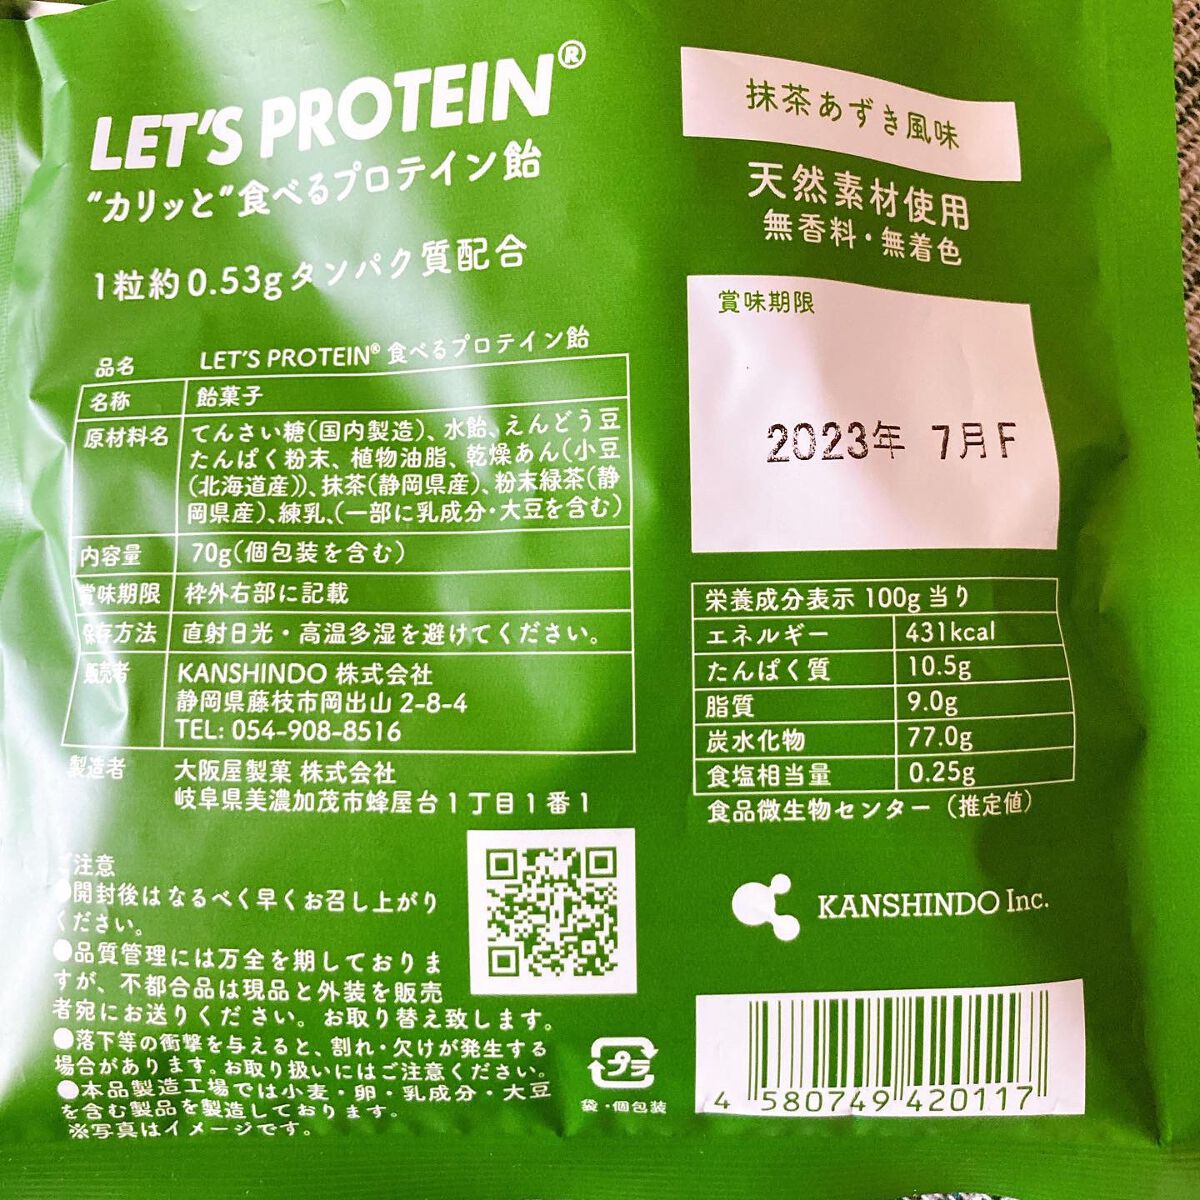 LET'S PROTEIN®
"カリッと"食べるプロテイン飴
1粒約0.53gタンパク質配合
抹茶あずき風味
天然素材使用
無香料・無着色
賞味期限
2023年 7月F
品名 LET'S PROTEIN® 食べるプロテイン飴
名称 飴菓子
原材料名 てんさい糖(国内製造)、水飴、えんどう豆
たんぱく粉末、植物油脂、乾燥あん(小豆
(北海道産))、抹茶(静岡県産)、粉末緑茶(静
岡県産)、練乳、(一部に乳成分・大豆を含む)
内容量 70g(個包装を含む)
賞味期限 枠外右部に記載
保存方法 直射日光・高温多湿を避けてください。
販売者 KANSHINDO 株式会社
静岡県藤枝市岡出山 2-8-4
TEL: 054-908-8516
製造者 大阪屋製菓 株式会社
岐阜県美濃加茂市蜂屋台1丁目1番1
栄養成分表示 100g当り
エネルギー 431kcal
たんぱく質 10.5g
脂質 9.0g
炭水化物 77.0g
食塩相当量 0.25g
食品微生物センター(推定値)
ご注意
●開封後はなるべく早くお召し上がり
ください。
●品質管理には万全を期しておりま
すが、不都合品は現品と外装を販売
者宛にお送りください。お取り替え致します。
●落下等の衝撃を与えると、割れ・欠けが発生する
場合があります。お取り扱いにはご注意ください。
●本品製造工場では小麦・卵・乳成分・大豆
を含む製品を製造しております。
※写真はイメージです。
プラ
袋・個包装
KANSHINDO Inc.
4 580749 420117